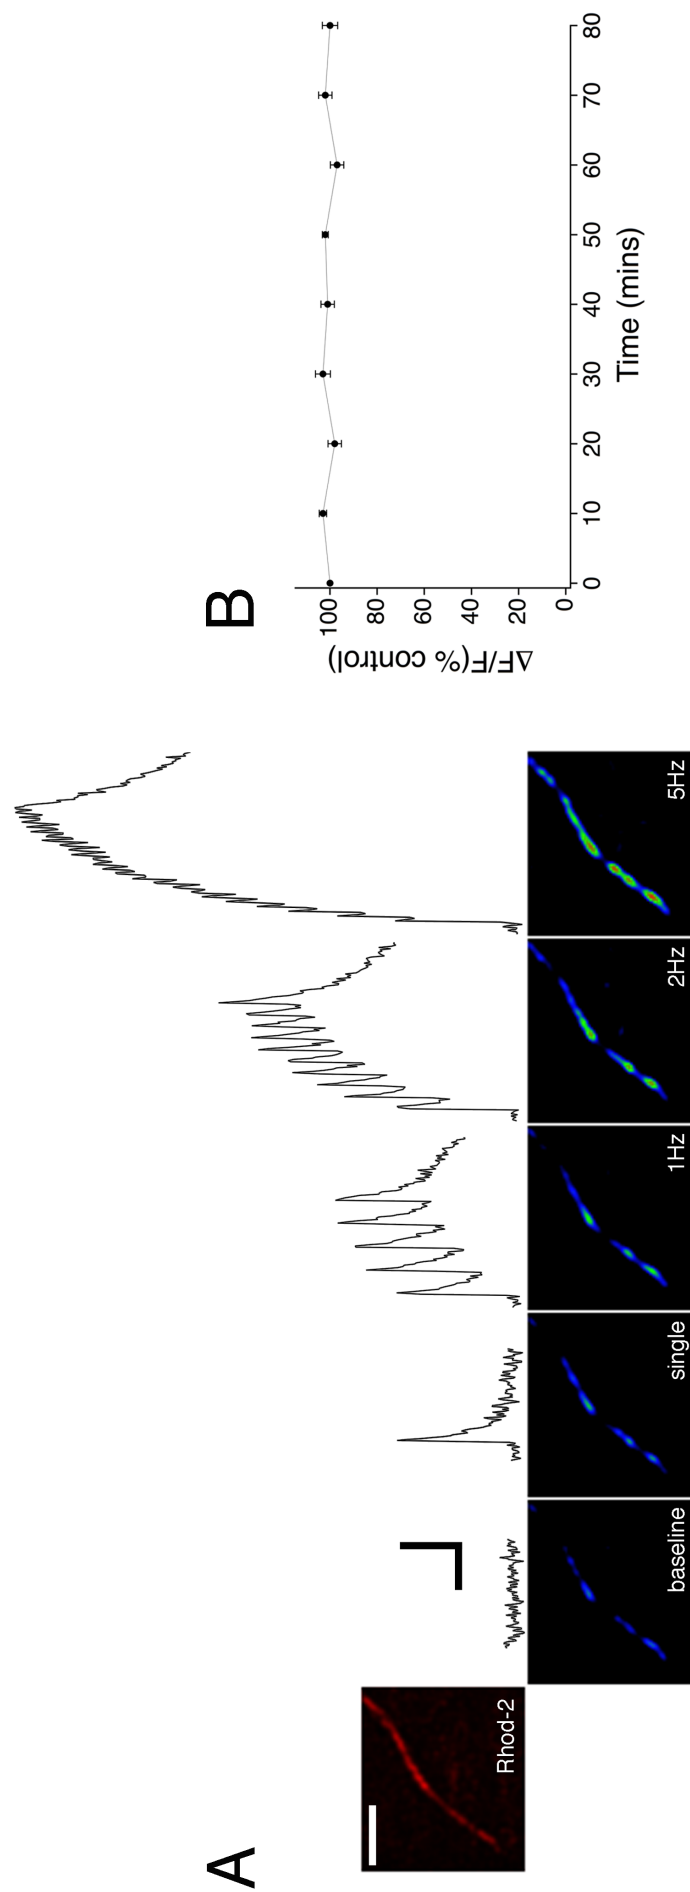 A
Rhod-2
baseline
single
1Hz
2Hz
5Hz
B
ΔF/F(% control)
100
80
60
40
20
0
0 10 20 30 40 50 60 70 80
Time (mins)